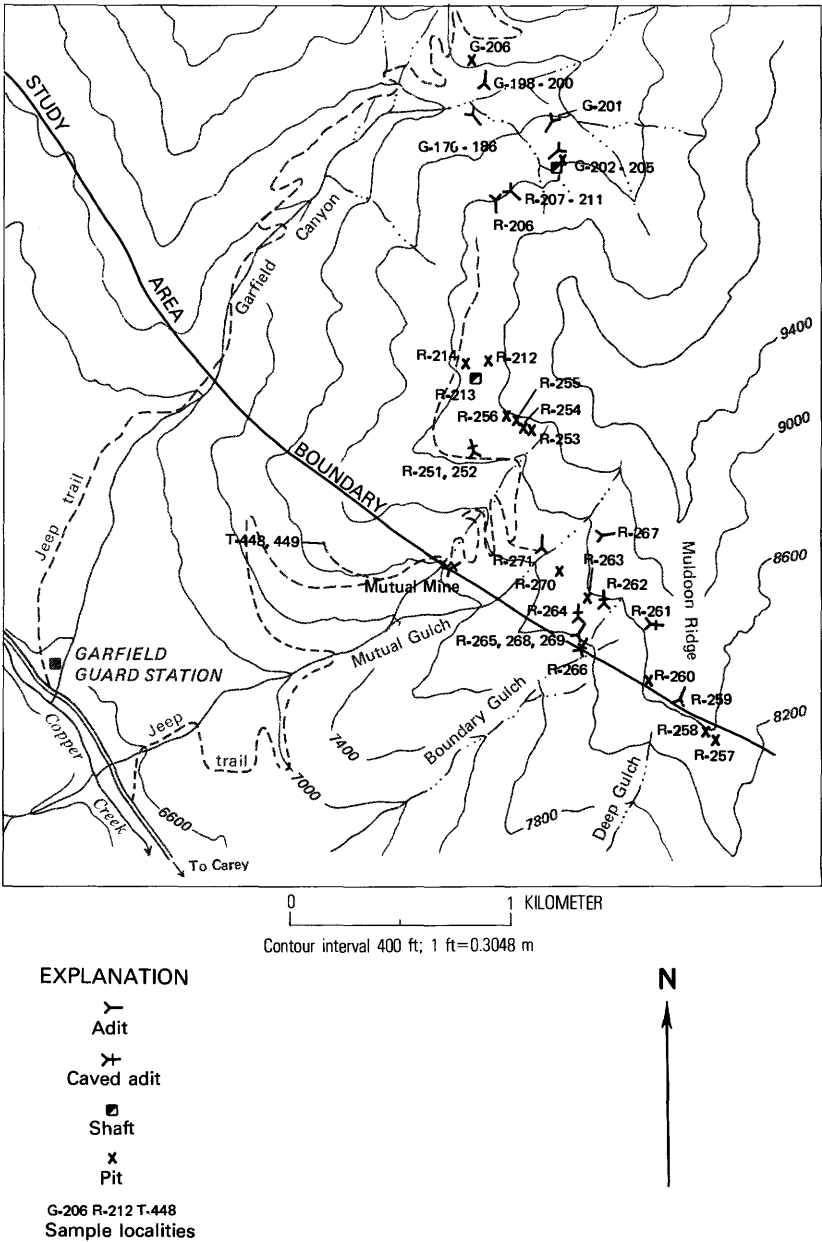 G-206
G-198 - 200
G-201
G-176 - 186
G-202 - 205
R-207 - 211
R-206
STUDY
AREA
BOUNDARY
Garfield Canyon
9400
R-214
R-212
R-213
R-255
R-254
R-256
R-253
9000
R-251, 252
Jeep trail
T-448, 449
R-267
R-271
R-263
8600
R-270
R-262
Mutual Mine
R-264
R-261
Muldoon Ridge
R-265, 268, 269
Mutual Gulch
R-266
GARFIELD
GUARD STATION
R-260
R-259
R-258
R-257
8200
Copper Creek
Jeep trail
7400
Boundary Gulch
7000
6600
7800
Deep Gulch
To Carey
0 1 KILOMETER
Contour interval 400 ft; 1 ft=0.3048 m
EXPLANATION
Adit
Caved adit
Shaft
Pit
G-206 R-212 T-448
Sample localities
N